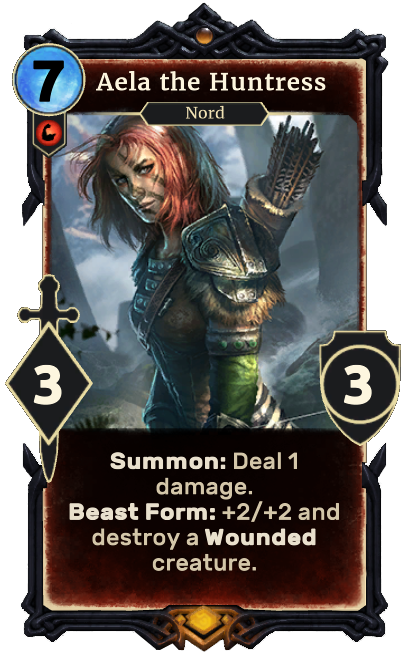 7
Aela the Huntress
Nord
3
3
Summon: Deal 1
damage.
Beast Form: +2/+2 and
destroy a Wounded
creature.